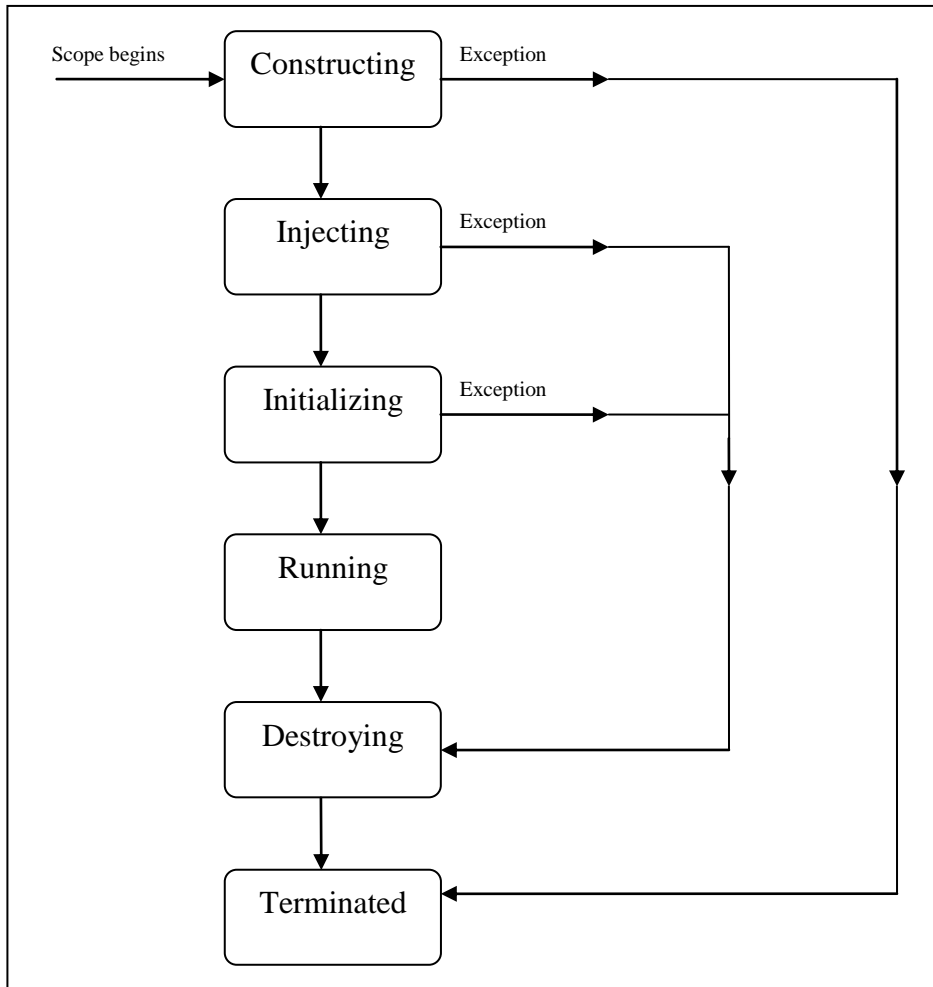 Scope begins
Constructing
Exception
Injecting
Exception
Initializing
Exception
Running
Destroying
Terminated